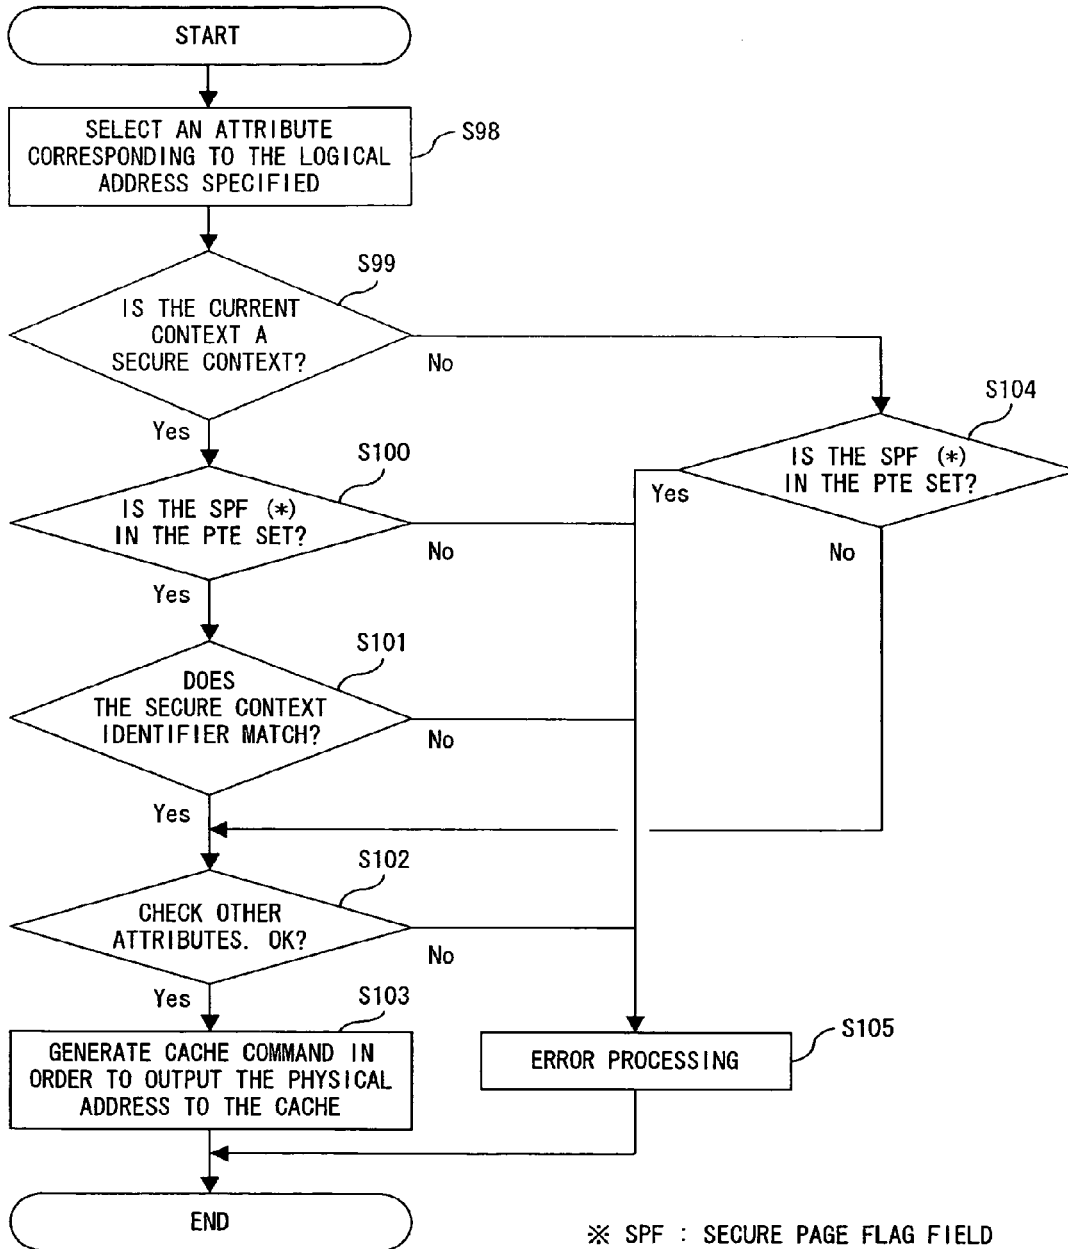 START
SELECT AN ATTRIBUTE
CORRESPONDING TO THE LOGICAL
ADDRESS SPECIFIED
S98
S99
IS THE CURRENT
CONTEXT A
SECURE CONTEXT?
No
Yes
S104
IS THE SPF (*)
IN THE PTE SET?
Yes
No
S100
IS THE SPF (*)
IN THE PTE SET?
No
Yes
S101
DOES
THE SECURE CONTEXT
IDENTIFIER MATCH?
No
Yes
S102
CHECK OTHER
ATTRIBUTES. OK?
No
Yes
S103
GENERATE CACHE COMMAND IN
ORDER TO OUTPUT THE PHYSICAL
ADDRESS TO THE CACHE
S105
ERROR PROCESSING
END
※ SPF : SECURE PAGE FLAG FIELD